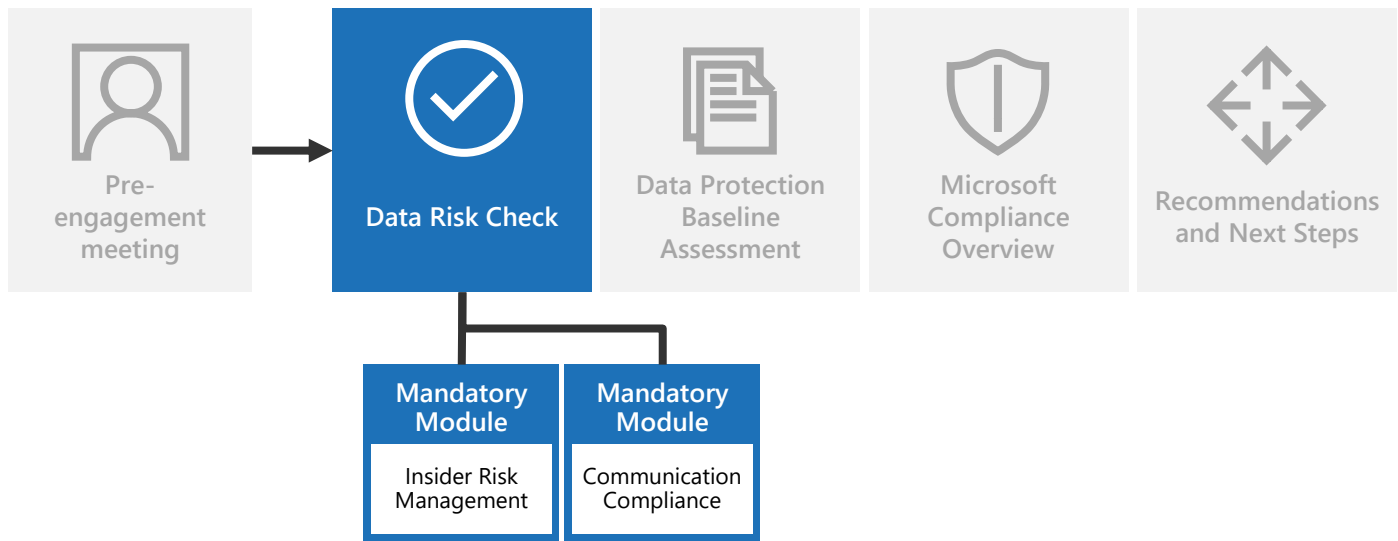 Pre-
engagement
meeting
Data Risk Check
Data Protection
Baseline
Assessment
Microsoft
Compliance
Overview
Recommendations
and Next Steps
Mandatory
Module
Insider Risk
Management
Mandatory
Module
Communication
Compliance